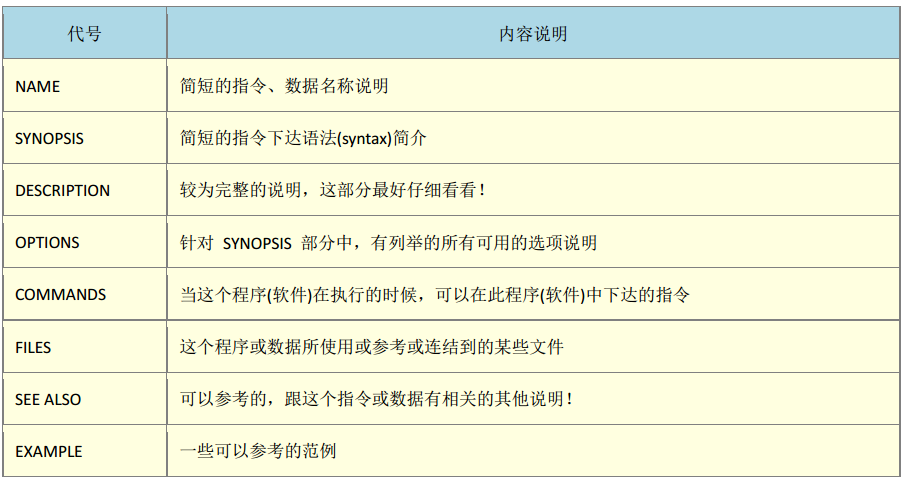 代号 内容说明
NAME 简短的指令、数据名称说明
SYNOPSIS 简短的指令下达语法(syntax)简介
DESCRIPTION 较为完整的说明，这部分最好仔细看看！
OPTIONS 针对 SYNOPSIS 部分中，有列举的所有可用的选项说明
COMMANDS 当这个程序(软件)在执行的时候，可以在此程序(软件)中下达的指令
FILES 这个程序或数据所使用或参考或连结到的某些文件
SEE ALSO 可以参考的，跟这个指令或数据有相关的其他说明！
EXAMPLE 一些可以参考的范例